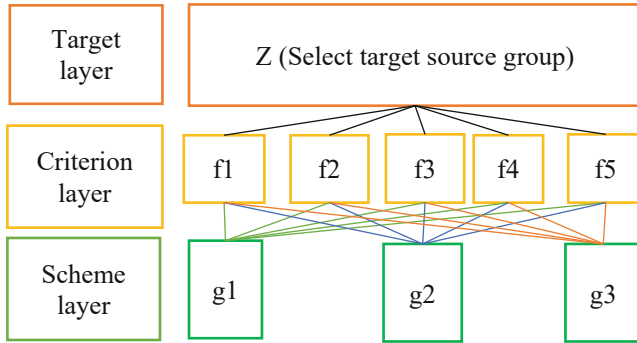 Target
layer
Z (Select target source group)
Criterion
layer
f1 f2 f3 f4 f5
Scheme
layer
g1 g2 g3